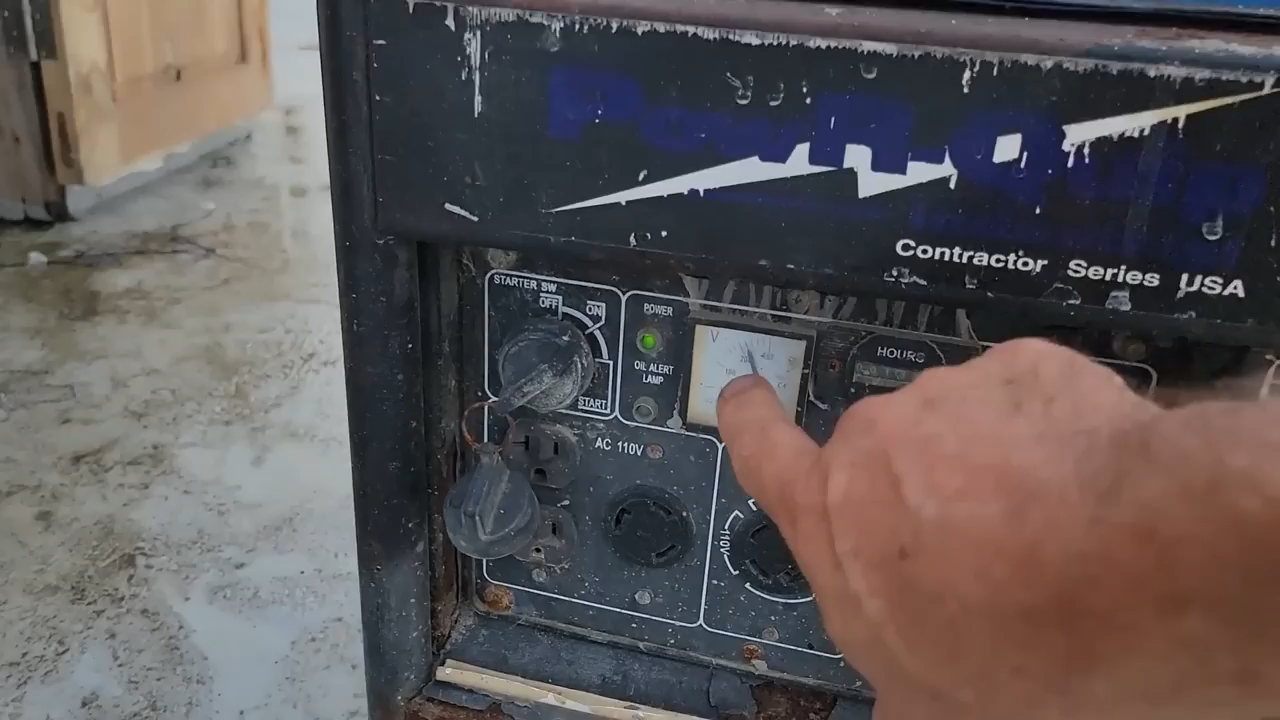 Contractor Series USA
STARTER SW
OFF
ON
START
POWER
OIL ALERT
LAMP
V
HOURS
AC 110V
110V